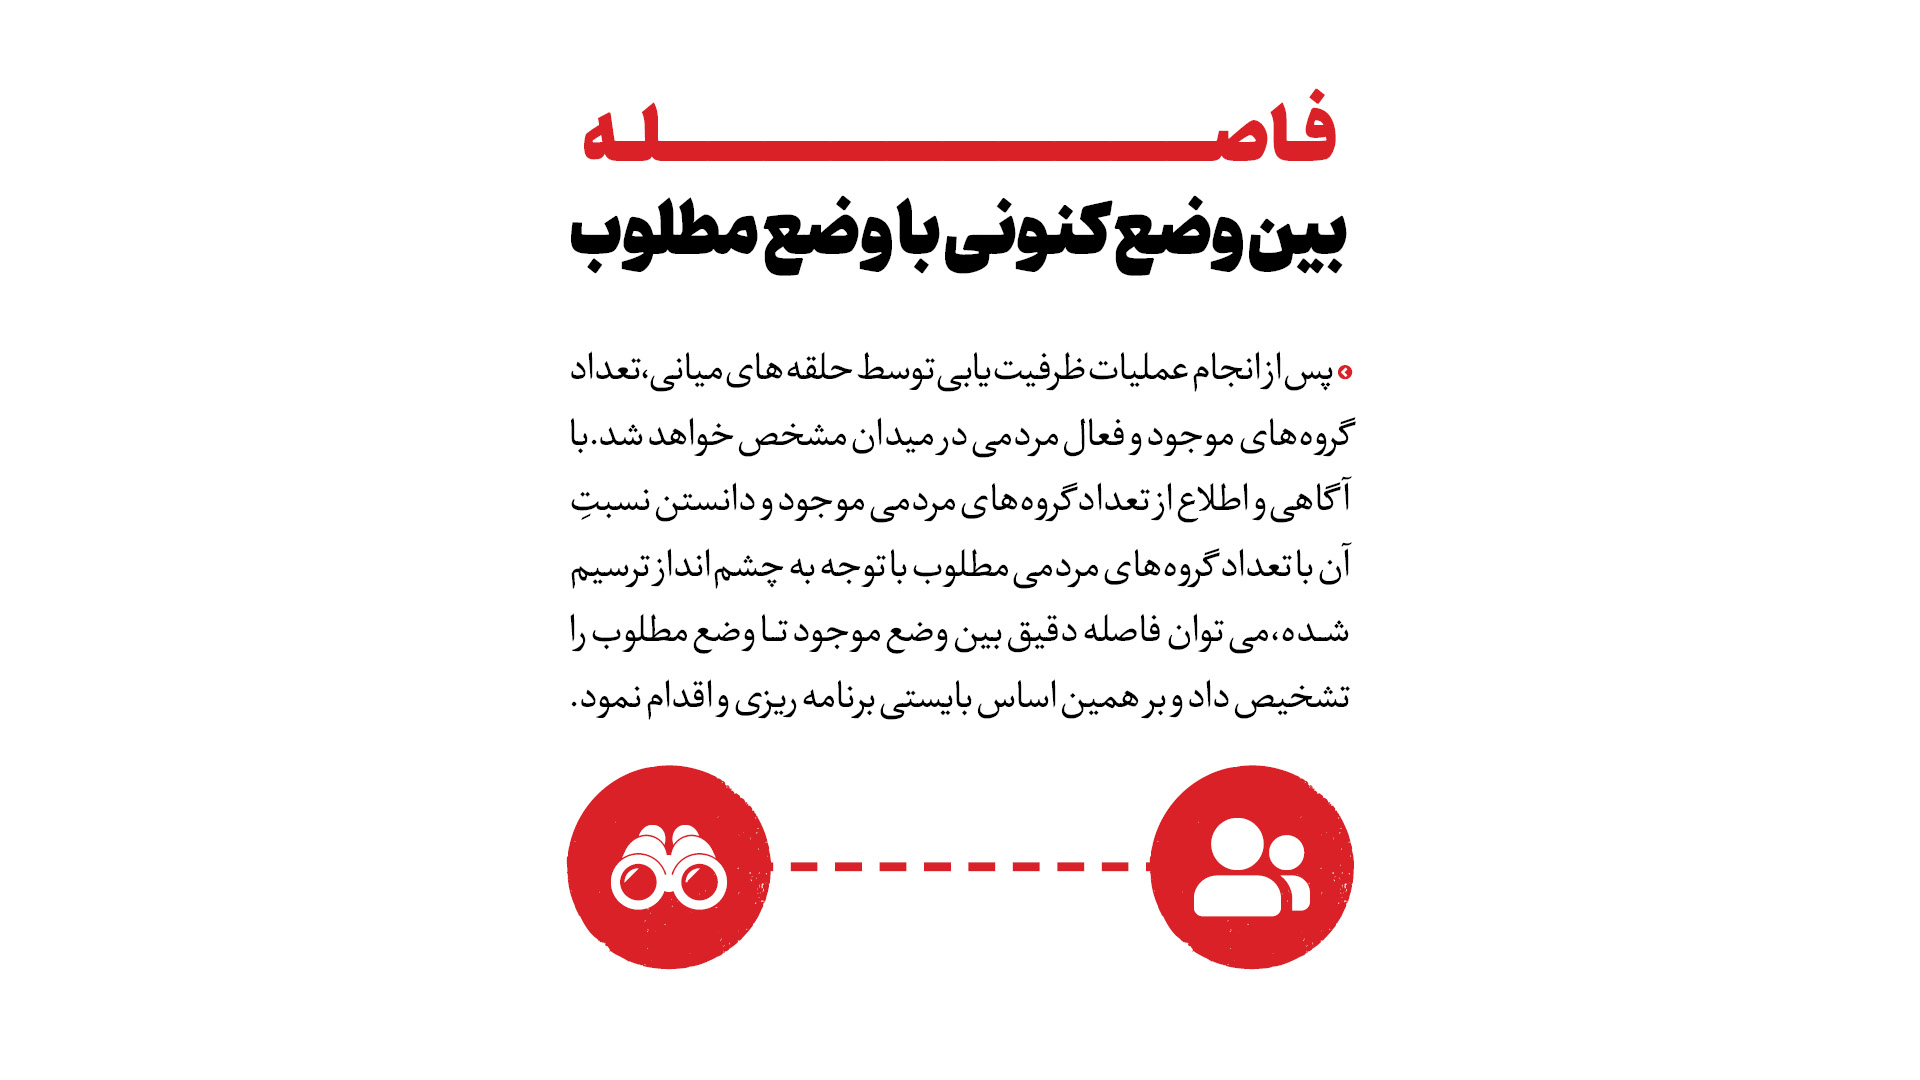 فاصله
بین وضع کنونی با وضع مطلوب
پس از انجام عملیات ظرفیت‌یابی توسط حلقه های میانی، تعداد
گروه‌های موجود و فعال مردمی در میدان مشخص خواهد شد. با
آگاهی و اطلاع از تعداد گروه‌های مردمی موجود و دانستن نسبتِ
آن با تعداد گروه‌های مردمی مطلوب با توجه به چشم‌انداز ترسیم
شده، می توان فاصله دقیق بین وضع موجود تا وضع مطلوب را
تشخیص داد و بر همین اساس بایستی برنامه ریزی و اقدام نمود.